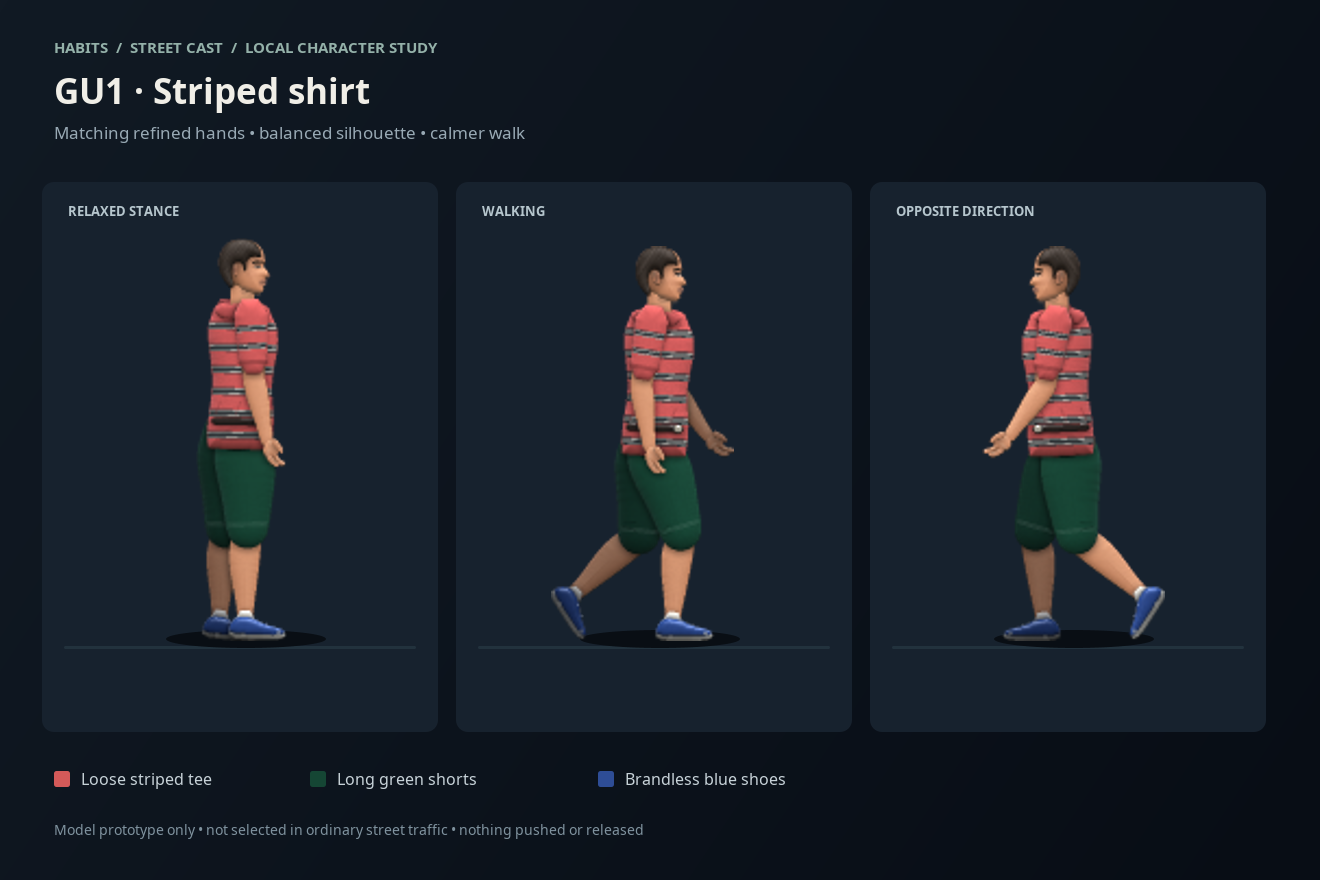 HABITS / STREET CAST / LOCAL CHARACTER STUDY
GU1 · Striped shirt
Matching refined hands • balanced silhouette • calmer walk
RELAXED STANCE
WALKING
OPPOSITE DIRECTION
Loose striped tee
Long green shorts
Brandless blue shoes
Model prototype only • not selected in ordinary street traffic • nothing pushed or released